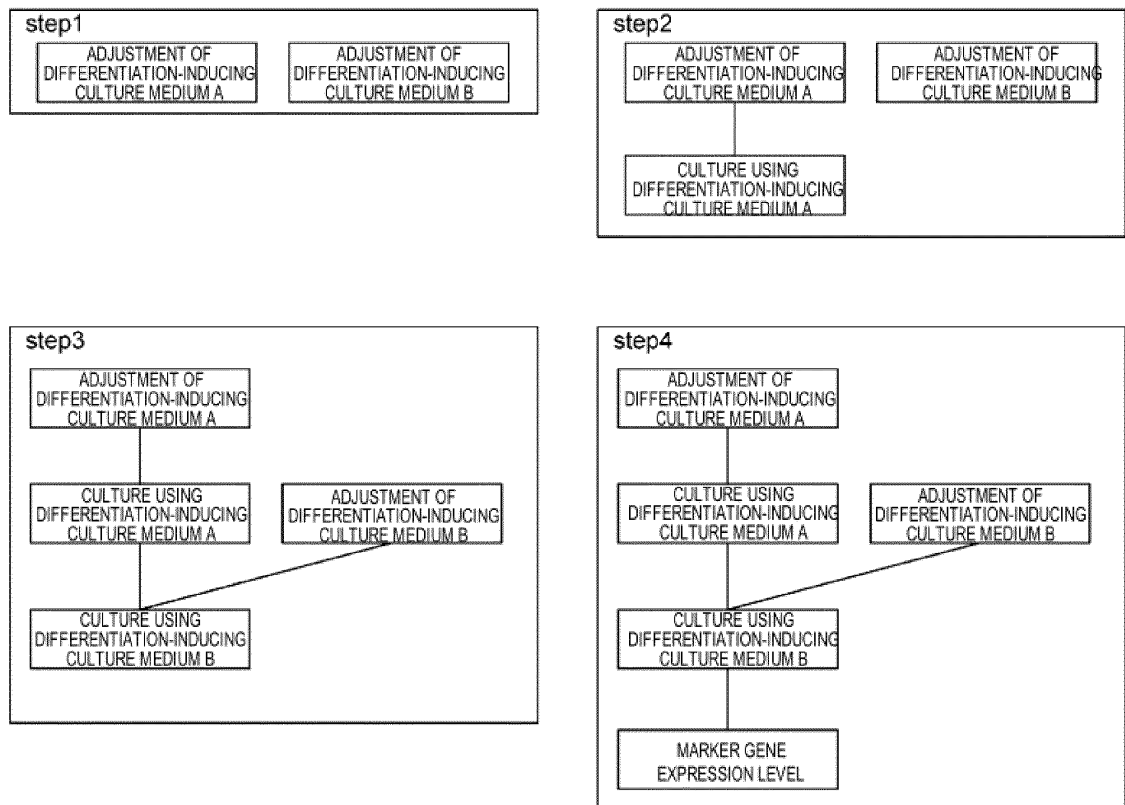 step1
ADJUSTMENT OF
DIFFERENTIATION-INDUCING
CULTURE MEDIUM A
ADJUSTMENT OF
DIFFERENTIATION-INDUCING
CULTURE MEDIUM B
step2
ADJUSTMENT OF
DIFFERENTIATION-INDUCING
CULTURE MEDIUM A
ADJUSTMENT OF
DIFFERENTIATION-INDUCING
CULTURE MEDIUM B
CULTURE USING
DIFFERENTIATION-INDUCING
CULTURE MEDIUM A
step3
ADJUSTMENT OF
DIFFERENTIATION-INDUCING
CULTURE MEDIUM A
CULTURE USING
DIFFERENTIATION-INDUCING
CULTURE MEDIUM A
ADJUSTMENT OF
DIFFERENTIATION-INDUCING
CULTURE MEDIUM B
CULTURE USING
DIFFERENTIATION-INDUCING
CULTURE MEDIUM B
step4
ADJUSTMENT OF
DIFFERENTIATION-INDUCING
CULTURE MEDIUM A
CULTURE USING
DIFFERENTIATION-INDUCING
CULTURE MEDIUM A
ADJUSTMENT OF
DIFFERENTIATION-INDUCING
CULTURE MEDIUM B
CULTURE USING
DIFFERENTIATION-INDUCING
CULTURE MEDIUM B
MARKER GENE
EXPRESSION LEVEL